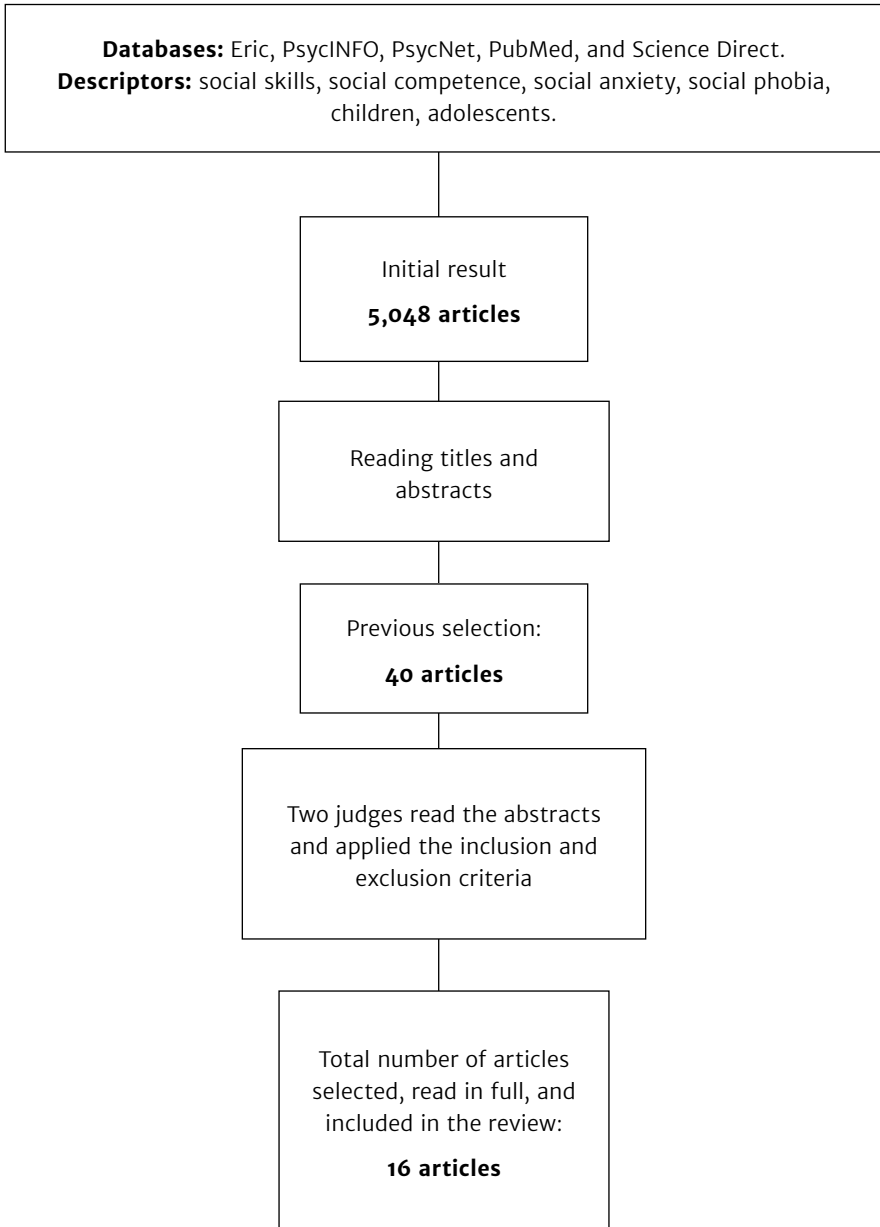 Databases: Eric, PsycINFO, PsycNet, PubMed, and Science Direct.
Descriptors: social skills, social competence, social anxiety, social phobia,
children, adolescents.
Initial result
5,048 articles
Reading titles and
abstracts
Previous selection:
40 articles
Two judges read the abstracts
and applied the inclusion and
exclusion criteria
Total number of articles
selected, read in full, and
included in the review:
16 articles